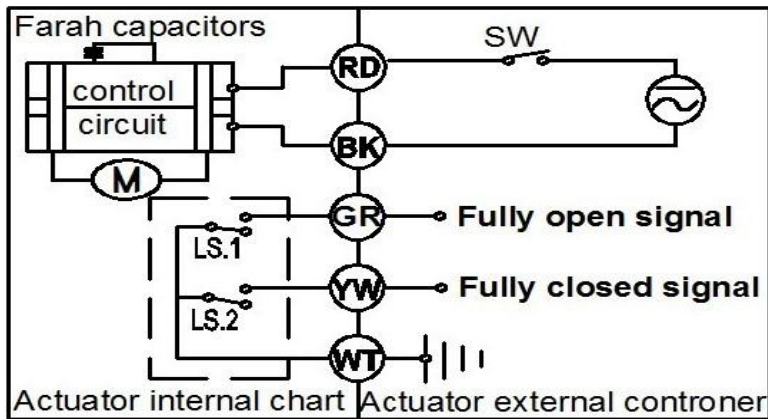 Farah capacitors
control
circuit
M
RD
SW
BK
GR
Fully open signal
LS.1
YW
Fully closed signal
LS.2
WT
Actuator internal chart
Actuator external controner